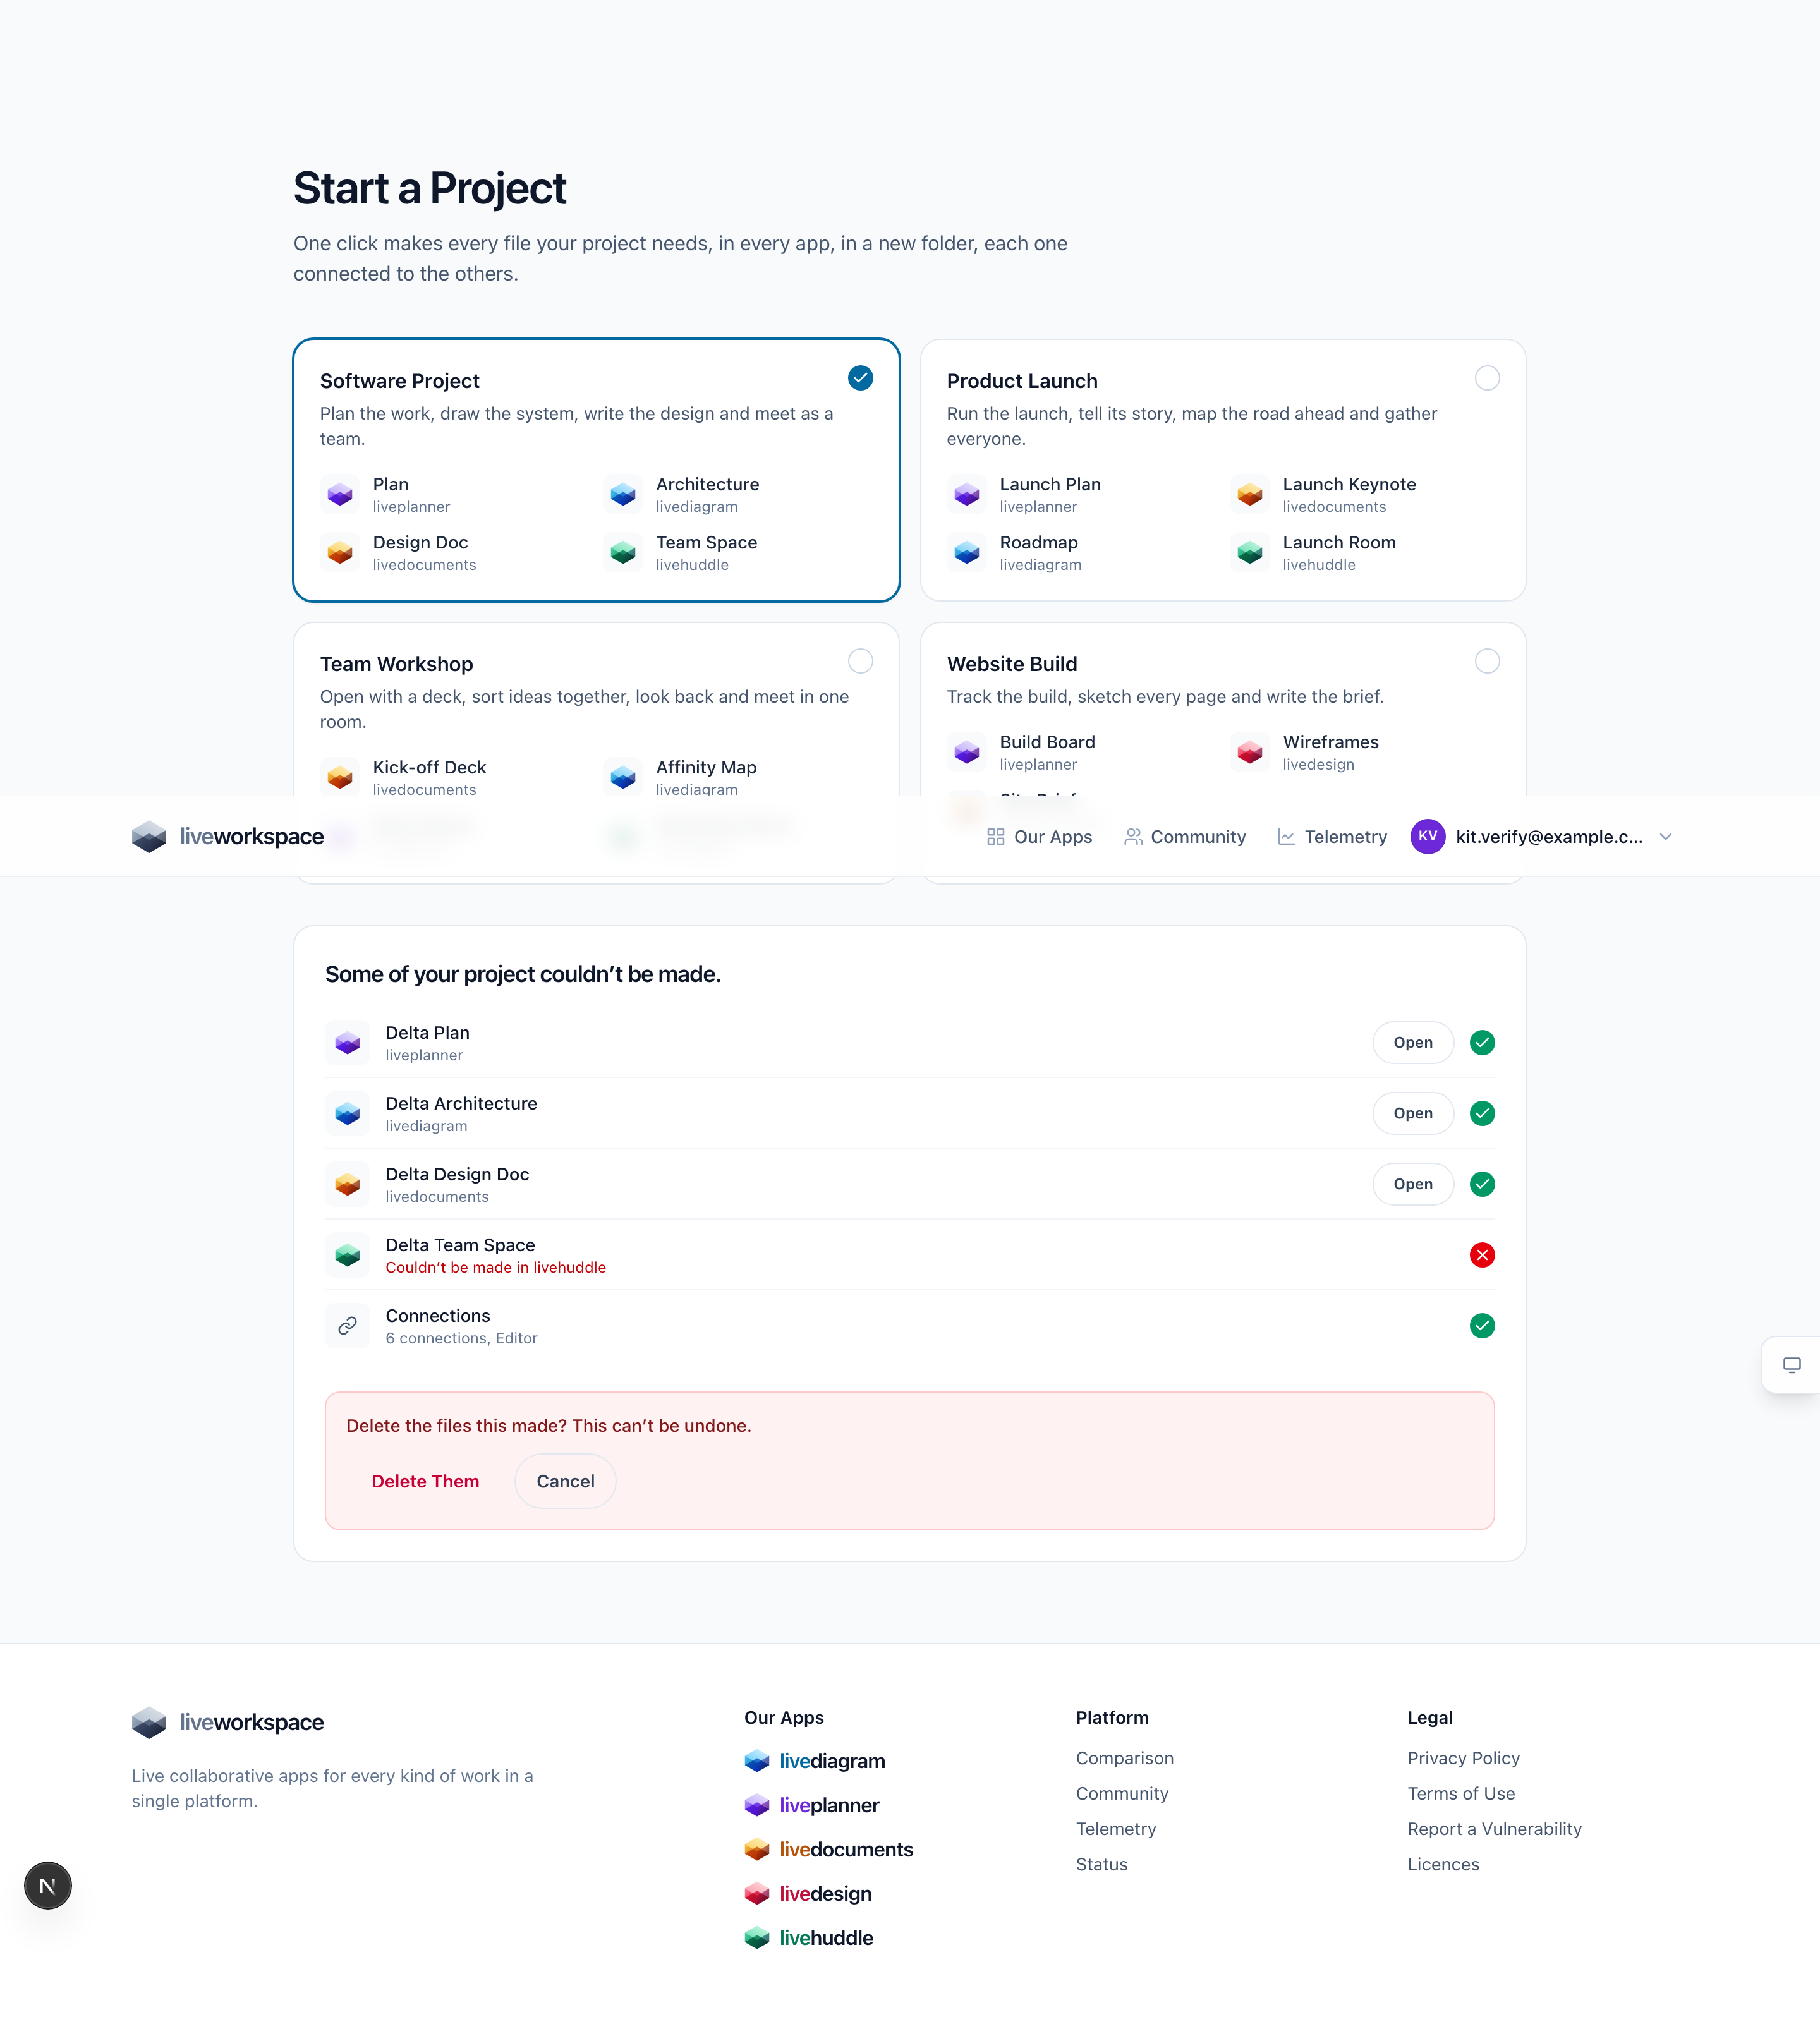 Start a Project
One click makes every file your project needs, in every app, in a new folder, each one
connected to the others.
Software Project
Plan the work, draw the system, write the design and meet as a
team.
Plan
liveplanner
Architecture
livediagram
Design Doc
livedocuments
Team Space
livehuddle
Product Launch
Run the launch, tell its story, map the road ahead and gather
everyone.
Launch Plan
liveplanner
Launch Keynote
livedocuments
Roadmap
livediagram
Launch Room
livehuddle
Team Workshop
Open with a deck, sort ideas together, look back and meet in one
room.
Kick-off Deck
livedocuments
Affinity Map
livediagram
Website Build
Track the build, sketch every page and write the brief.
Build Board
liveplanner
Wireframes
livedesign
liveworkspace
Our Apps
Community
Telemetry
KV
kit.verify@example.c...
Some of your project couldn’t be made.
Delta Plan
liveplanner
Open
Delta Architecture
livediagram
Open
Delta Design Doc
livedocuments
Open
Delta Team Space
Couldn’t be made in livehuddle
Connections
6 connections, Editor
Delete the files this made? This can’t be undone.
Delete Them
Cancel
liveworkspace
Live collaborative apps for every kind of work in a
single platform.
Our Apps
livediagram
liveplanner
livedocuments
livedesign
livehuddle
Platform
Comparison
Community
Telemetry
Status
Legal
Privacy Policy
Terms of Use
Report a Vulnerability
Licences
N